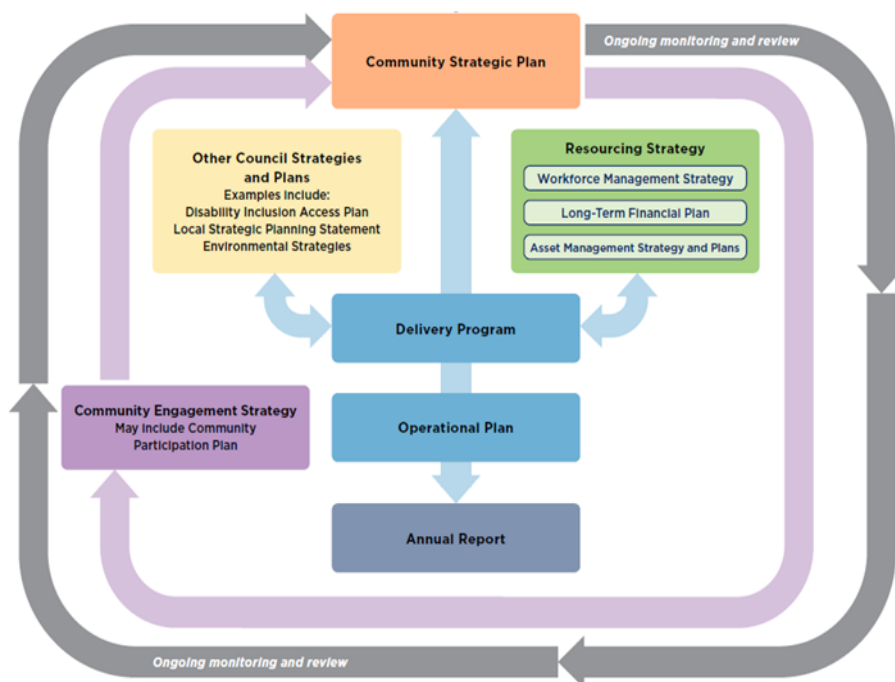 Ongoing monitoring and review
Community Strategic Plan
Other Council Strategies
and Plans
Examples include:
Disability Inclusion Access Plan
Local Strategic Planning Statement
Environmental Strategies
Resourcing Strategy
Workforce Management Strategy
Long-Term Financial Plan
Asset Management Strategy and Plans
Delivery Program
Community Engagement Strategy
May Include Community
Participation Plan
Operational Plan
Annual Report
Ongoing monitoring and review